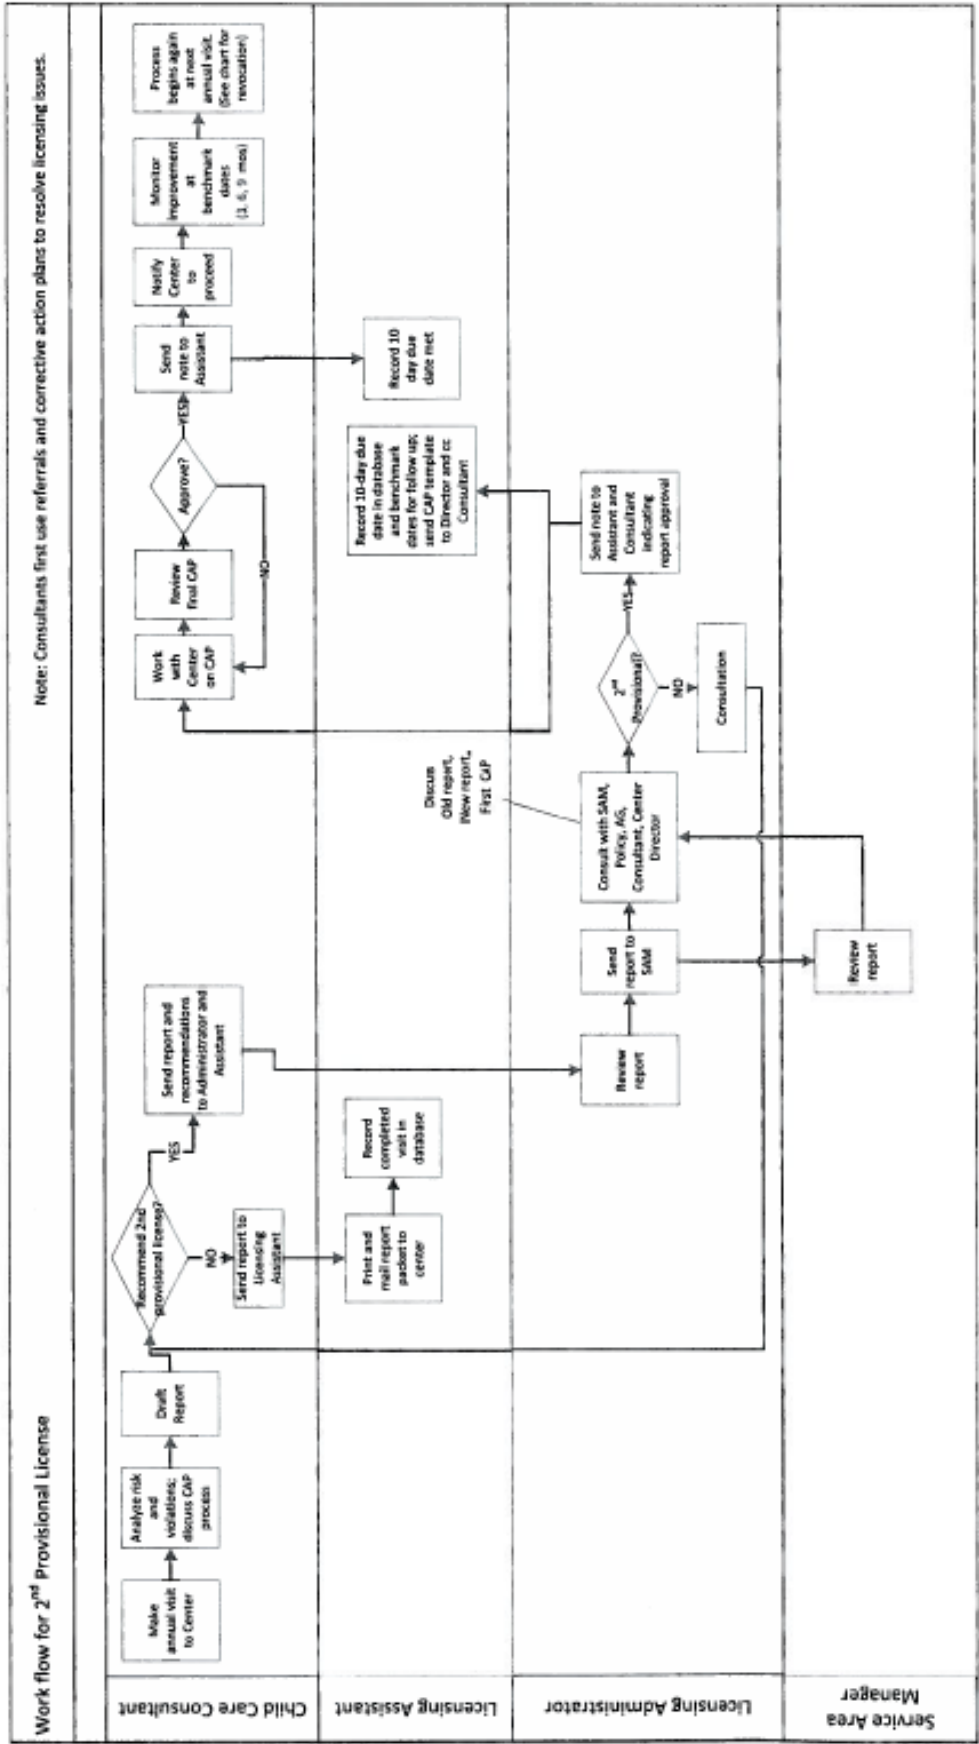 Work flow for 2nd Provisional License
Note: Consultants first use referrals and corrective action plans to resolve licensing issues.
Child Care Consultant
Make
annual visit
to Center
Analyze risk
and
violations;
discuss CAP
process
Draft
Report
Recommend 2nd
provisional license?
YES
NO
Send report to
Licensing
Assistant
Send report and
recommendations
to Administrator and
Assistant
Work
with
Center
on CAP
Review
final CAP
Approve?
YES
NO
Send
note to
Assistant
Notify
Center
to
proceed
Monitor
improvement
at
benchmark
dates
(3, 6, 9 mos)
Process
begins again
at next
annual visit.
(See chart for
revocation)
Licensing Assistant
Print and
mail report
packet to
center
Record
completed
visit in
database
Record 10-day due
date in database
and benchmark
dates for follow up;
send CAP template
to Director and cc
Consultant
Record 10
day due
date met
Licensing Administrator
Review
report
Send
report to
SAM
Consult with SAM,
Policy, AG,
Consultant, Center
Director
Discuss
Old report,
New report,
First CAP
2nd
Provisional?
YES
NO
Consultation
Send note to
Assistant and
Consultant
indicating
report approval
Service Area
Manager
Review
report